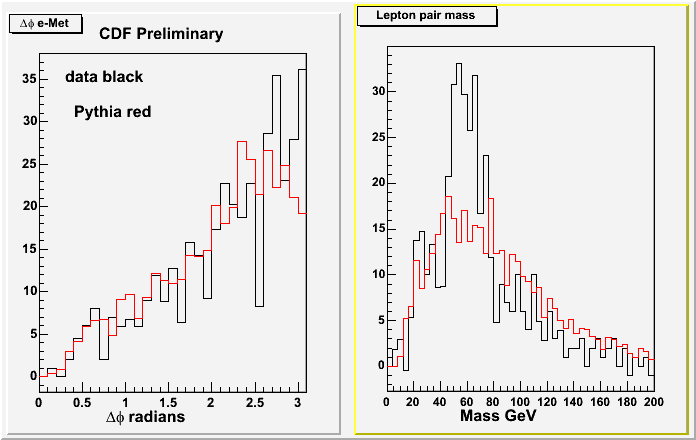 Δϕ e-Met
CDF Preliminary
data black
Pythia red
35
30
25
20
15
10
5
0
0 0.5 1 1.5 2 2.5 3
Δϕ radians
Lepton pair mass
30
25
20
15
10
5
0
0 20 40 60 80 100 120 140 160 180 200
Mass GeV